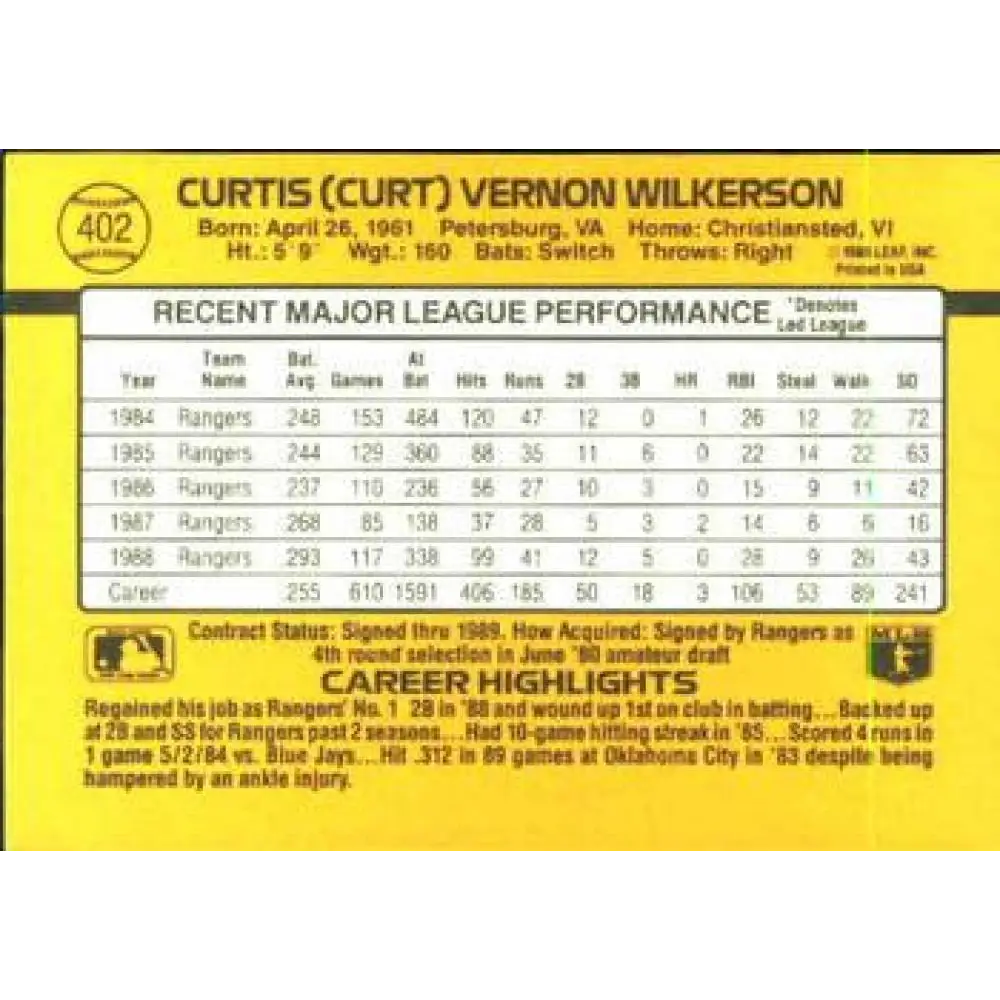 402
CURTIS (CURT) VERNON WILKERSON
Born: April 26, 1961 Petersburg, VA Home: Christiansted, VI
Ht.: 5'9" Wgt.: 160 Bats: Switch Throws: Right
LEAF, INC.
Printed in USA
RECENT MAJOR LEAGUE PERFORMANCE *Denotes Led League
Year Team Name Bat. Avg. Games At Bat Hits Runs 2B 3B HR RBI Steal Walk SO
1984 Rangers 248 153 484 120 47 12 0 1 26 12 22 72
1985 Rangers 244 129 360 88 35 11 6 0 22 14 22 63
1986 Rangers 237 110 236 56 27 10 3 0 15 9 11 42
1987 Rangers 268 85 138 37 28 5 3 2 14 6 6 16
1988 Rangers 293 117 338 99 41 12 5 0 28 9 26 43
Career 255 610 1591 406 185 50 18 3 106 53 89 241
Contract Status: Signed thru 1989. How Acquired: Signed by Rangers as
4th round selection in June '80 amateur draft
CAREER HIGHLIGHTS
Regained his job as Rangers' No. 1 2B in '88 and wound up 1st on club in batting...Backed up
at 2B and SS for Rangers past 2 seasons...Had 10-game hitting streak in '85...Scored 4 runs in
1 game 5/2/84 vs. Blue Jays...Hit .312 in 89 games at Oklahoma City in '83 despite being
hampered by an ankle injury.